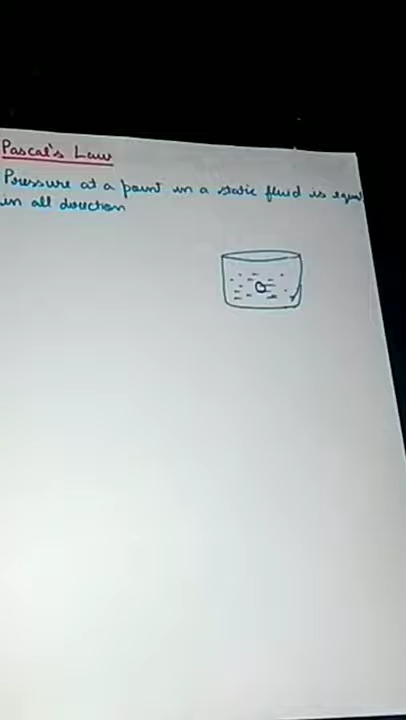 Pascal's Law
Pressure at a point in a static fluid is equal
in all direction